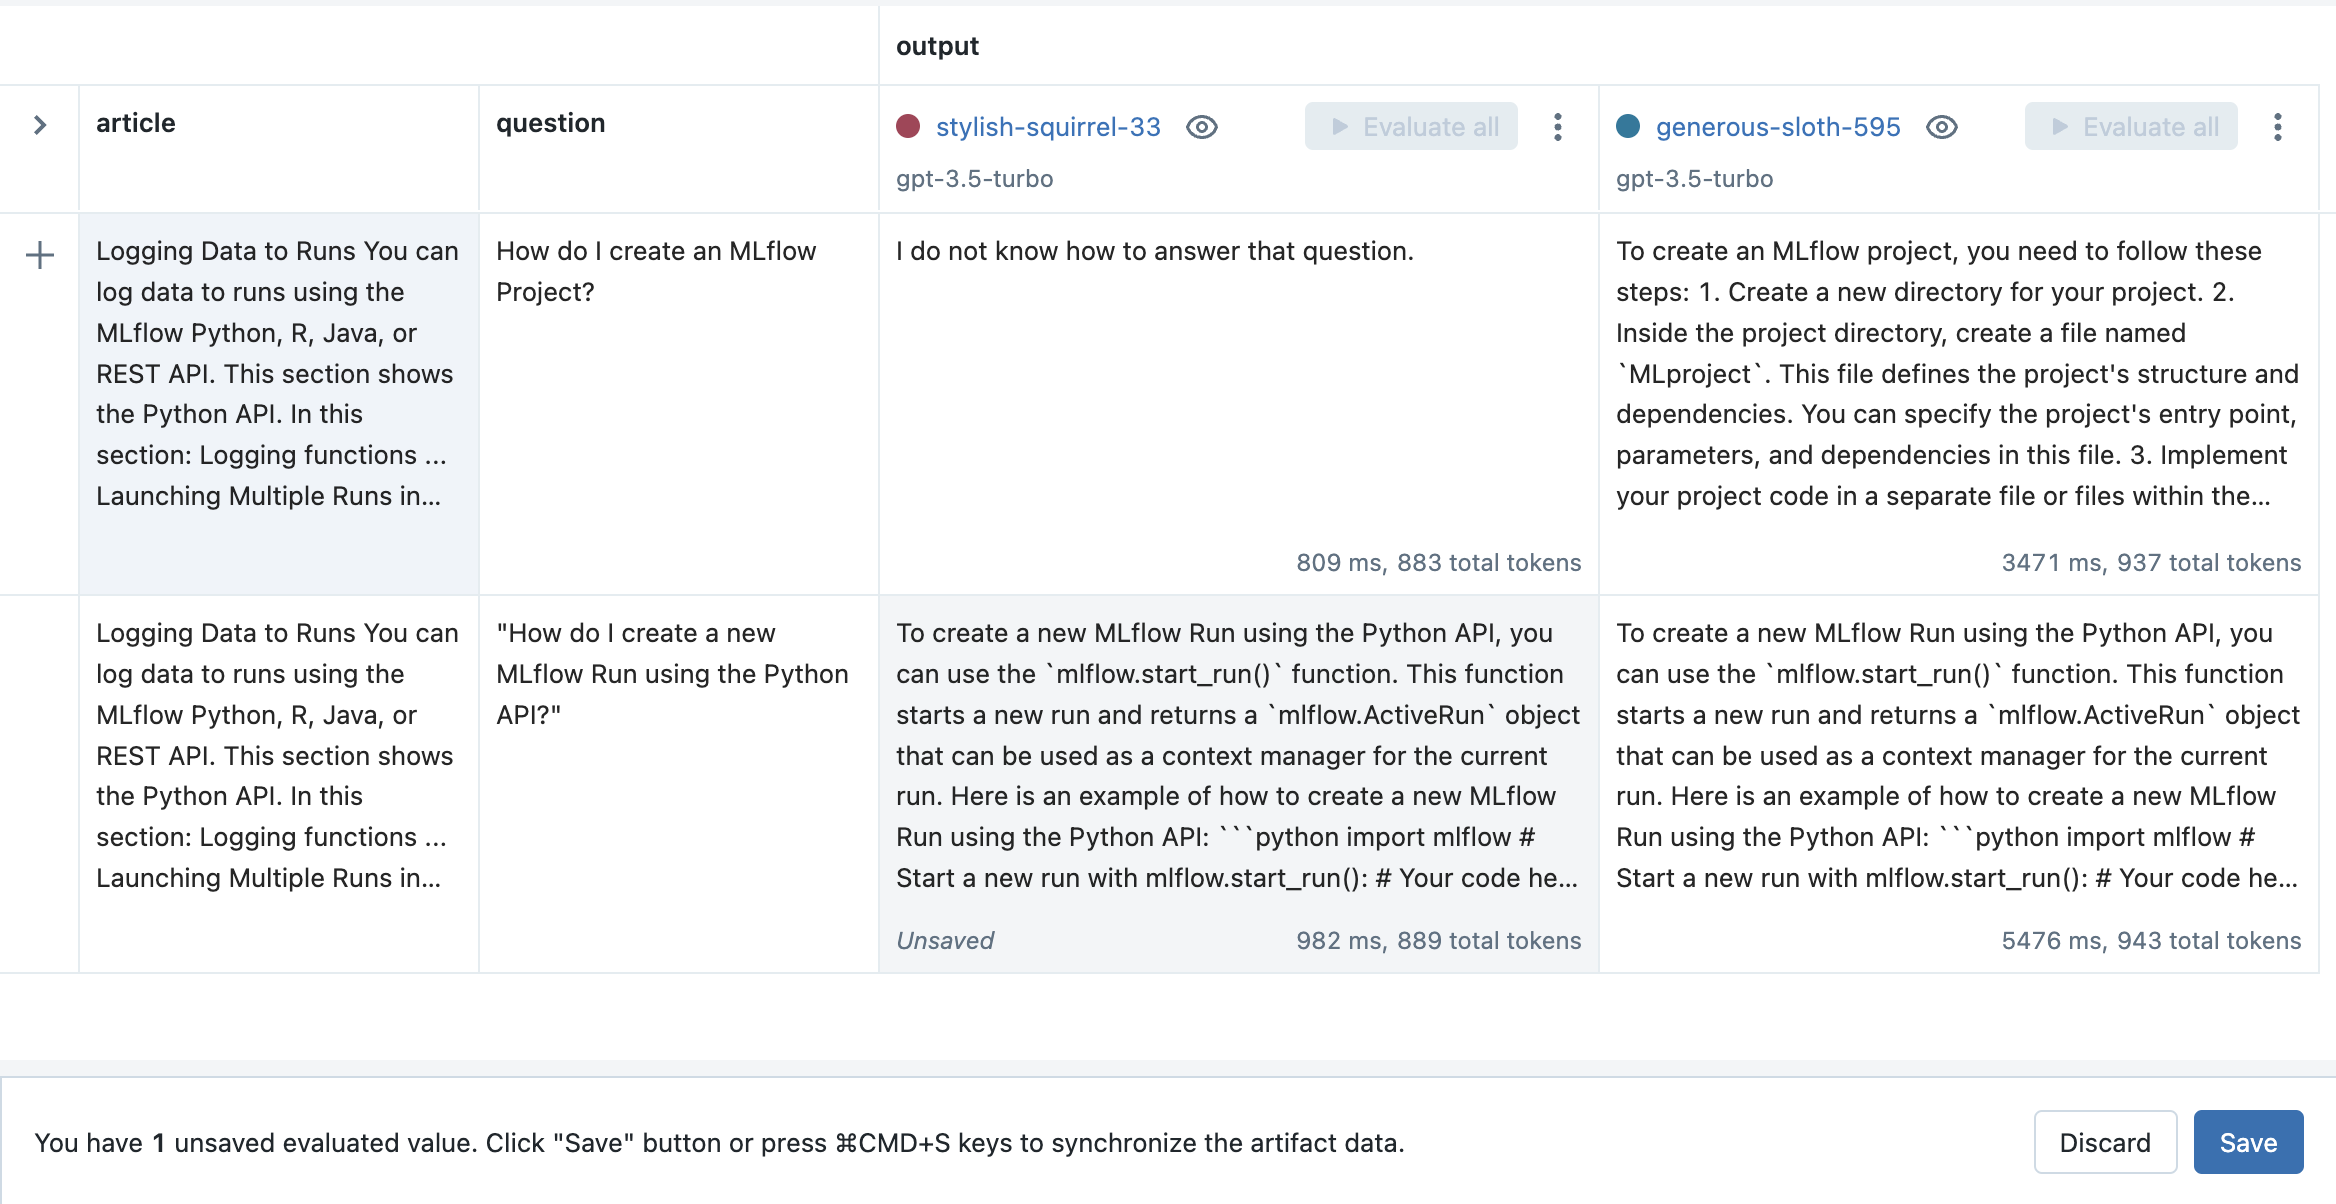 output
article
question
stylish-squirrel-33
Evaluate all
gpt-3.5-turbo
generous-sloth-595
Evaluate all
gpt-3.5-turbo
Logging Data to Runs You can
log data to runs using the
MLflow Python, R, Java, or
REST API. This section shows
the Python API. In this
section: Logging functions ...
Launching Multiple Runs in...
How do I create an MLflow
Project?
I do not know how to answer that question.
809 ms, 883 total tokens
To create an MLflow project, you need to follow these
steps: 1. Create a new directory for your project. 2.
Inside the project directory, create a file named
`MLproject`. This file defines the project's structure and
dependencies. You can specify the project's entry point,
parameters, and dependencies in this file. 3. Implement
your project code in a separate file or files within the...
3471 ms, 937 total tokens
Logging Data to Runs You can
log data to runs using the
MLflow Python, R, Java, or
REST API. This section shows
the Python API. In this
section: Logging functions ...
Launching Multiple Runs in...
"How do I create a new
MLflow Run using the Python
API?"
To create a new MLflow Run using the Python API, you
can use the `mlflow.start_run()` function. This function
starts a new run and returns a `mlflow.ActiveRun` object
that can be used as a context manager for the current
run. Here is an example of how to create a new MLflow
Run using the Python API: ```python import mlflow #
Start a new run with mlflow.start_run(): # Your code he...
Unsaved
982 ms, 889 total tokens
To create a new MLflow Run using the Python API, you
can use the `mlflow.start_run()` function. This function
starts a new run and returns a `mlflow.ActiveRun` object
that can be used as a context manager for the current
run. Here is an example of how to create a new MLflow
Run using the Python API: ```python import mlflow #
Start a new run with mlflow.start_run(): # Your code he...
5476 ms, 943 total tokens
You have 1 unsaved evaluated value. Click "Save" button or press ⌘CMD+S keys to synchronize the artifact data.
Discard
Save